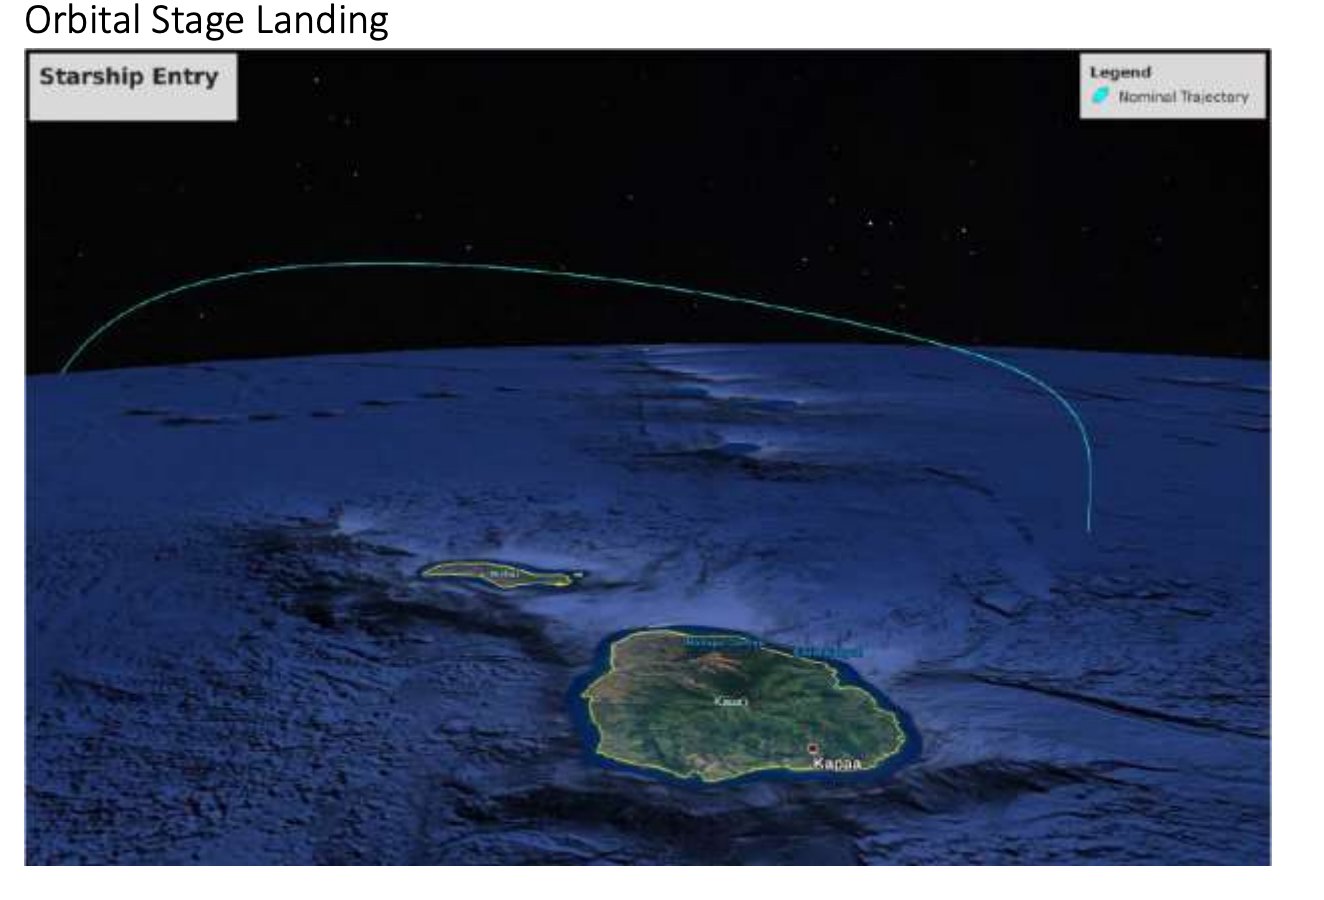 Orbital Stage Landing
Starship Entry
Legend
Nominal Trajectory
Kauai
Kapaa